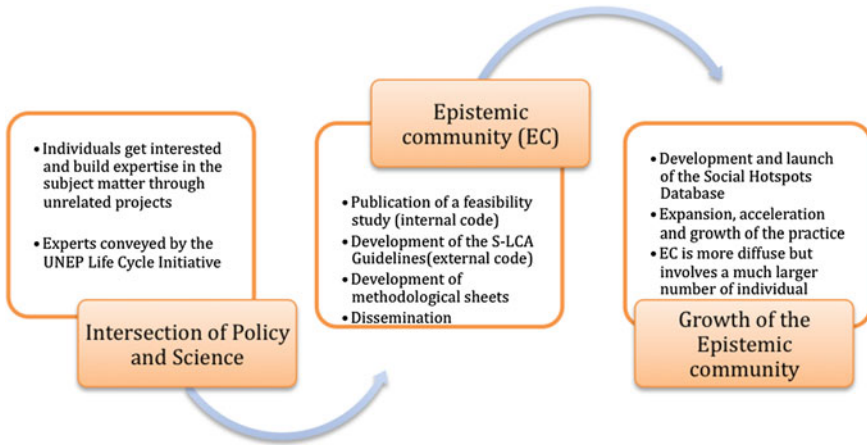 • Individuals get interested
and build expertise in the
subject matter through
unrelated projects
• Experts conveyed by the
UNEP Life Cycle Initiative
Intersection of Policy
and Science
Epistemic
community (EC)
• Publication of a feasibility
study (internal code)
• Development of the S-LCA
Guidelines(external code)
• Development of
methodological sheets
• Dissemination
• Development and launch
of the Social Hotspots
Database
• Expansion, acceleration
and growth of the practice
• EC is more diffuse but
involves a much larger
number of individual
Growth of the
Epistemic
community